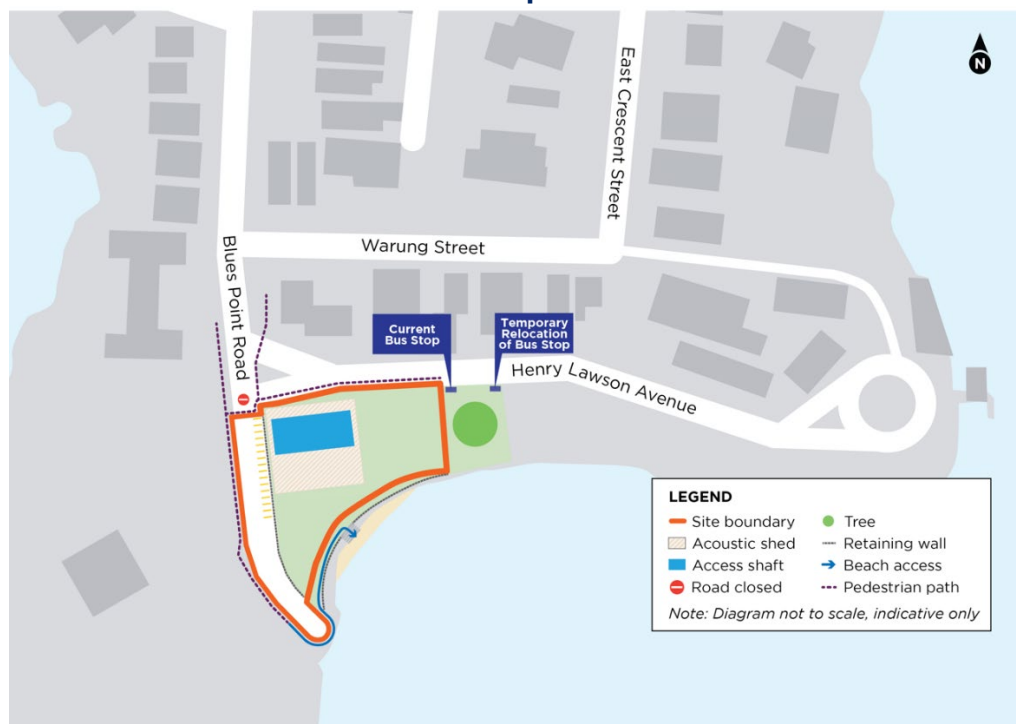 East Crescent Street
N
Warung Street
Blues Point Road
Current
Bus Stop
Temporary
Relocation
of Bus Stop
Henry Lawson Avenue
LEGEND
Site boundary
Acoustic shed
Access shaft
Road closed
Tree
Retaining wall
Beach access
Pedestrian path
Note: Diagram not to scale, indicative only